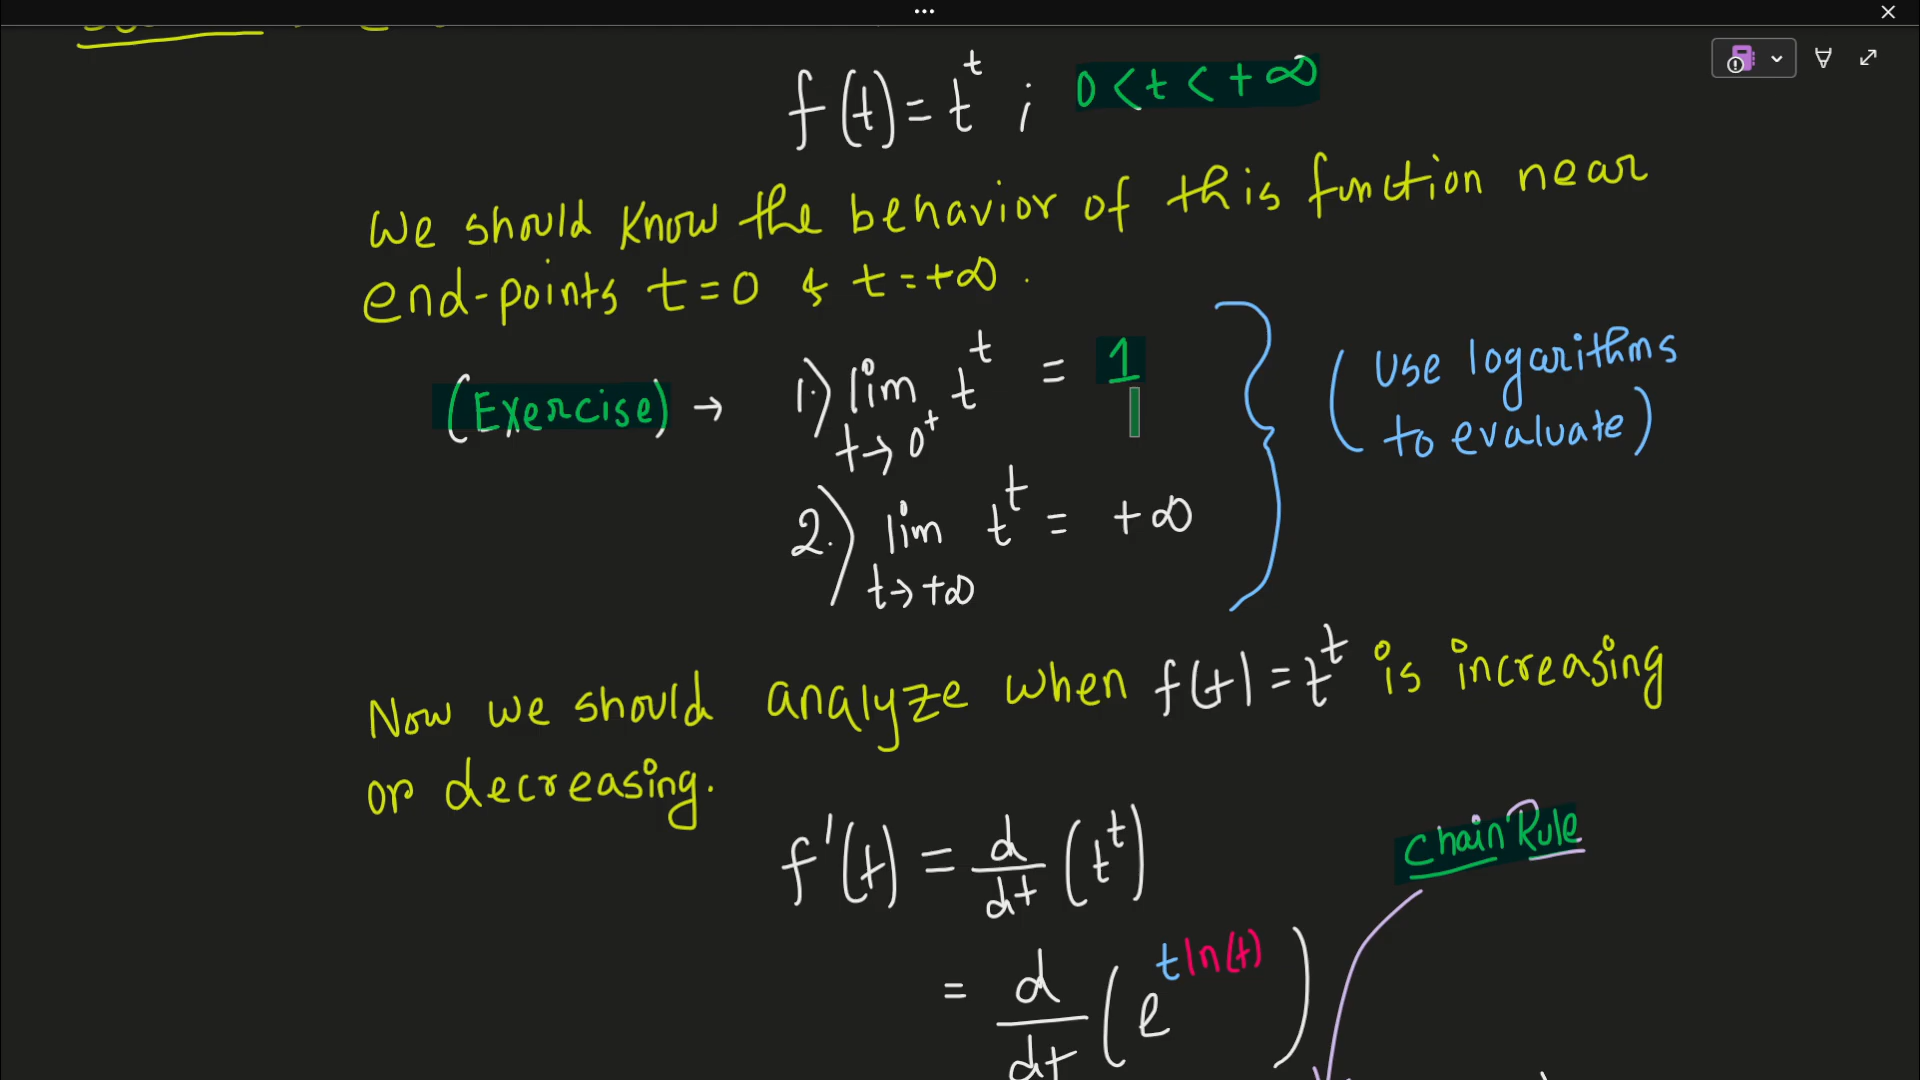 f(t) = t^t ; 0 < t < +∞
We should know the behavior of this function near
end-points t = 0 & t = +∞.
(Exercise) → 1.) lim t^t = 1
t → 0⁺
(Use logarithms
to evaluate)
2.) lim t^t = +∞
t → +∞
Now we should analyze when f(t) = t^t is increasing
or decreasing.
f'(t) = d/dt (t^t)
Chain Rule
= d/dt (e^(t ln(t)))